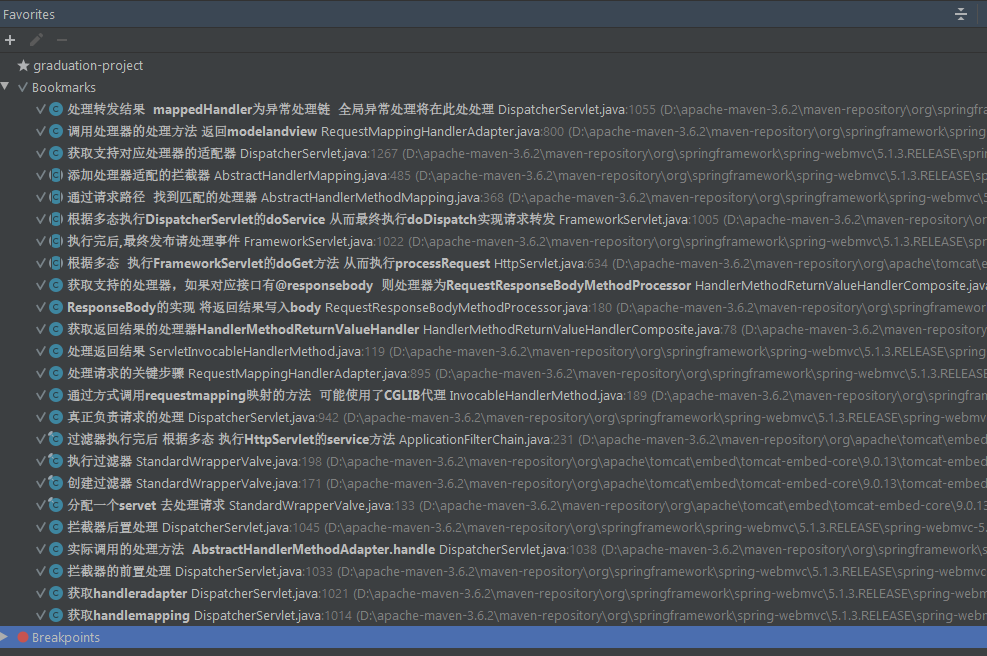 Favorites
graduation-project
Bookmarks
处理转发结果 mappedHandler为异常处理链 全局异常处理将在此处处理 DispatcherServlet.java:1055 (D:\apache-maven-3.6.2\maven-repository\org\springfra
调用处理器的处理方法 返回modelandview RequestMappingHandlerAdapter.java:800 (D:\apache-maven-3.6.2\maven-repository\org\springframework\spring
获取支持对应处理器的适配器 DispatcherServlet.java:1267 (D:\apache-maven-3.6.2\maven-repository\org\springframework\spring-webmvc\5.1.3.RELEASE\spri
添加处理器适配的拦截器 AbstractHandlerMapping.java:485 (D:\apache-maven-3.6.2\maven-repository\org\springframework\spring-webmvc\5.1.3.RELEASE\
通过请求路径 找到匹配的处理器 AbstractHandlerMethodMapping.java:368 (D:\apache-maven-3.6.2\maven-repository\org\springframework\spring-webmvc\5
根据多态执行DispatcherServlet的doService 从而最终执行doDispatch实现请求转发 FrameworkServlet.java:1005 (D:\apache-maven-3.6.2\maven-repository\or
执行完后,最终发布请处理事件 FrameworkServlet.java:1022 (D:\apache-maven-3.6.2\maven-repository\org\springframework\spring-webmvc\5.1.3.RELEASE\spr
根据多态 执行FrameworkServlet的doGet方法 从而执行processRequest HttpServlet.java:634 (D:\apache-maven-3.6.2\maven-repository\org\apache\tomcat\e
获取支持的处理器，如果对应接口有@responsebody 则处理器为RequestResponseBodyMethodProcessor HandlerMethodReturnValueHandlerComposite.java
ResponseBody的实现 将返回结果写入body RequestResponseBodyMethodProcessor.java:180 (D:\apache-maven-3.6.2\maven-repository\org\springframewor
获取返回结果的处理器HandlerMethodReturnValueHandler HandlerMethodReturnValueHandlerComposite.java:78 (D:\apache-maven-3.6.2\maven-repository
处理返回结果 ServletInvocableHandlerMethod.java:119 (D:\apache-maven-3.6.2\maven-repository\org\springframework\spring-webmvc\5.1.3.RELEASE\spring
处理请求的关键步骤 RequestMappingHandlerAdapter.java:895 (D:\apache-maven-3.6.2\maven-repository\org\springframework\spring-webmvc\5.1.3.RELEAS
通过方式调用requestmapping映射的方法 可能使用了CGLIB代理 InvocableHandlerMethod.java:189 (D:\apache-maven-3.6.2\maven-repository\org\springfran
真正负责请求的处理 DispatcherServlet.java:942 (D:\apache-maven-3.6.2\maven-repository\org\springframework\spring-webmvc\5.1.3.RELEASE\spring-webm
过滤器执行完后 根据多态 执行HttpServlet的service方法 ApplicationFilterChain.java:231 (D:\apache-maven-3.6.2\maven-repository\org\apache\tomcat\embed
执行过滤器 StandardWrapperValve.java:198 (D:\apache-maven-3.6.2\maven-repository\org\apache\tomcat\embed\tomcat-embed-core\9.0.13\tomcat-embed
创建过滤器 StandardWrapperValve.java:171 (D:\apache-maven-3.6.2\maven-repository\org\apache\tomcat\embed\tomcat-embed-core\9.0.13\tomcat-embed
分配一个servet 去处理请求 StandardWrapperValve.java:133 (D:\apache-maven-3.6.2\maven-repository\org\apache\tomcat\embed\tomcat-embed-core\9.0.13
拦截器后置处理 DispatcherServlet.java:1045 (D:\apache-maven-3.6.2\maven-repository\org\springframework\spring-webmvc\5.1.3.RELEASE\spring-webmvc-5.
实际调用的处理方法 AbstractHandlerMethodAdapter.handle DispatcherServlet.java:1038 (D:\apache-maven-3.6.2\maven-repository\org\springframework\s
拦截器的前置处理 DispatcherServlet.java:1033 (D:\apache-maven-3.6.2\maven-repository\org\springframework\spring-webmvc\5.1.3.RELEASE\spring-webmvc
获取handleradapter DispatcherServlet.java:1021 (D:\apache-maven-3.6.2\maven-repository\org\springframework\spring-webmvc\5.1.3.RELEASE\spring-webm
获取handlemapping DispatcherServlet.java:1014 (D:\apache-maven-3.6.2\maven-repository\org\springframework\spring-webmvc\5.1.3.RELEASE\spring-webm
Breakpoints